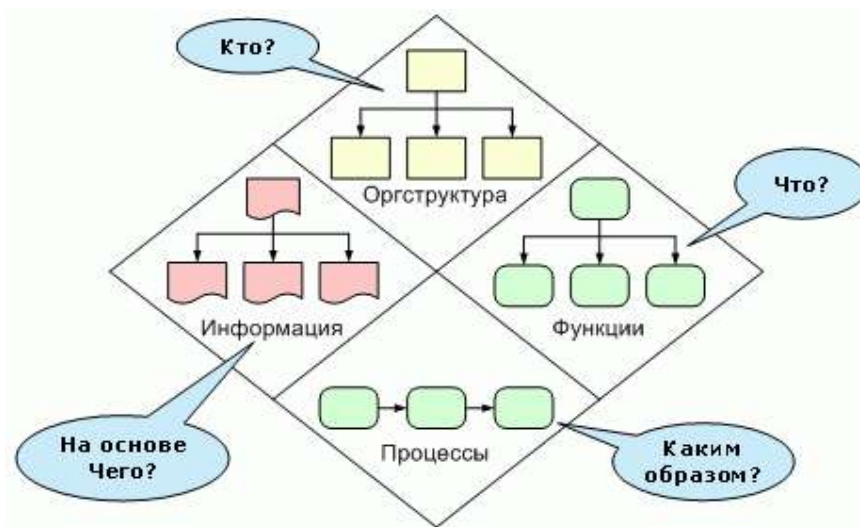 Кто?
Оргструктура
Что?
Информация
Функции
На основе
Чего?
Процессы
Каким
образом?